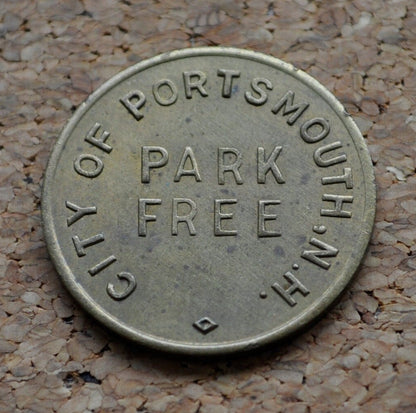 CITY OF PORTSMOUTH, N.H.
PARK
FREE